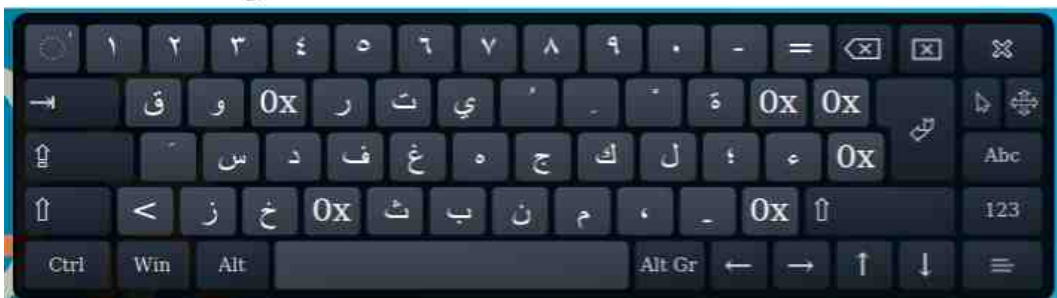 ١ ٢ ٣ ٤ ٥ ٦ ٧ ٨ ٩ ٠ - =
ق و 0x ر ت ي ُ ِ ْ ة 0x 0x
َ س د ف غ ه ج ك ل ؛ ء 0x Abc
< ز خ 0x ث ب ن م ، ـ 0x 123
Ctrl Win Alt Alt Gr ← → ↑ ↓